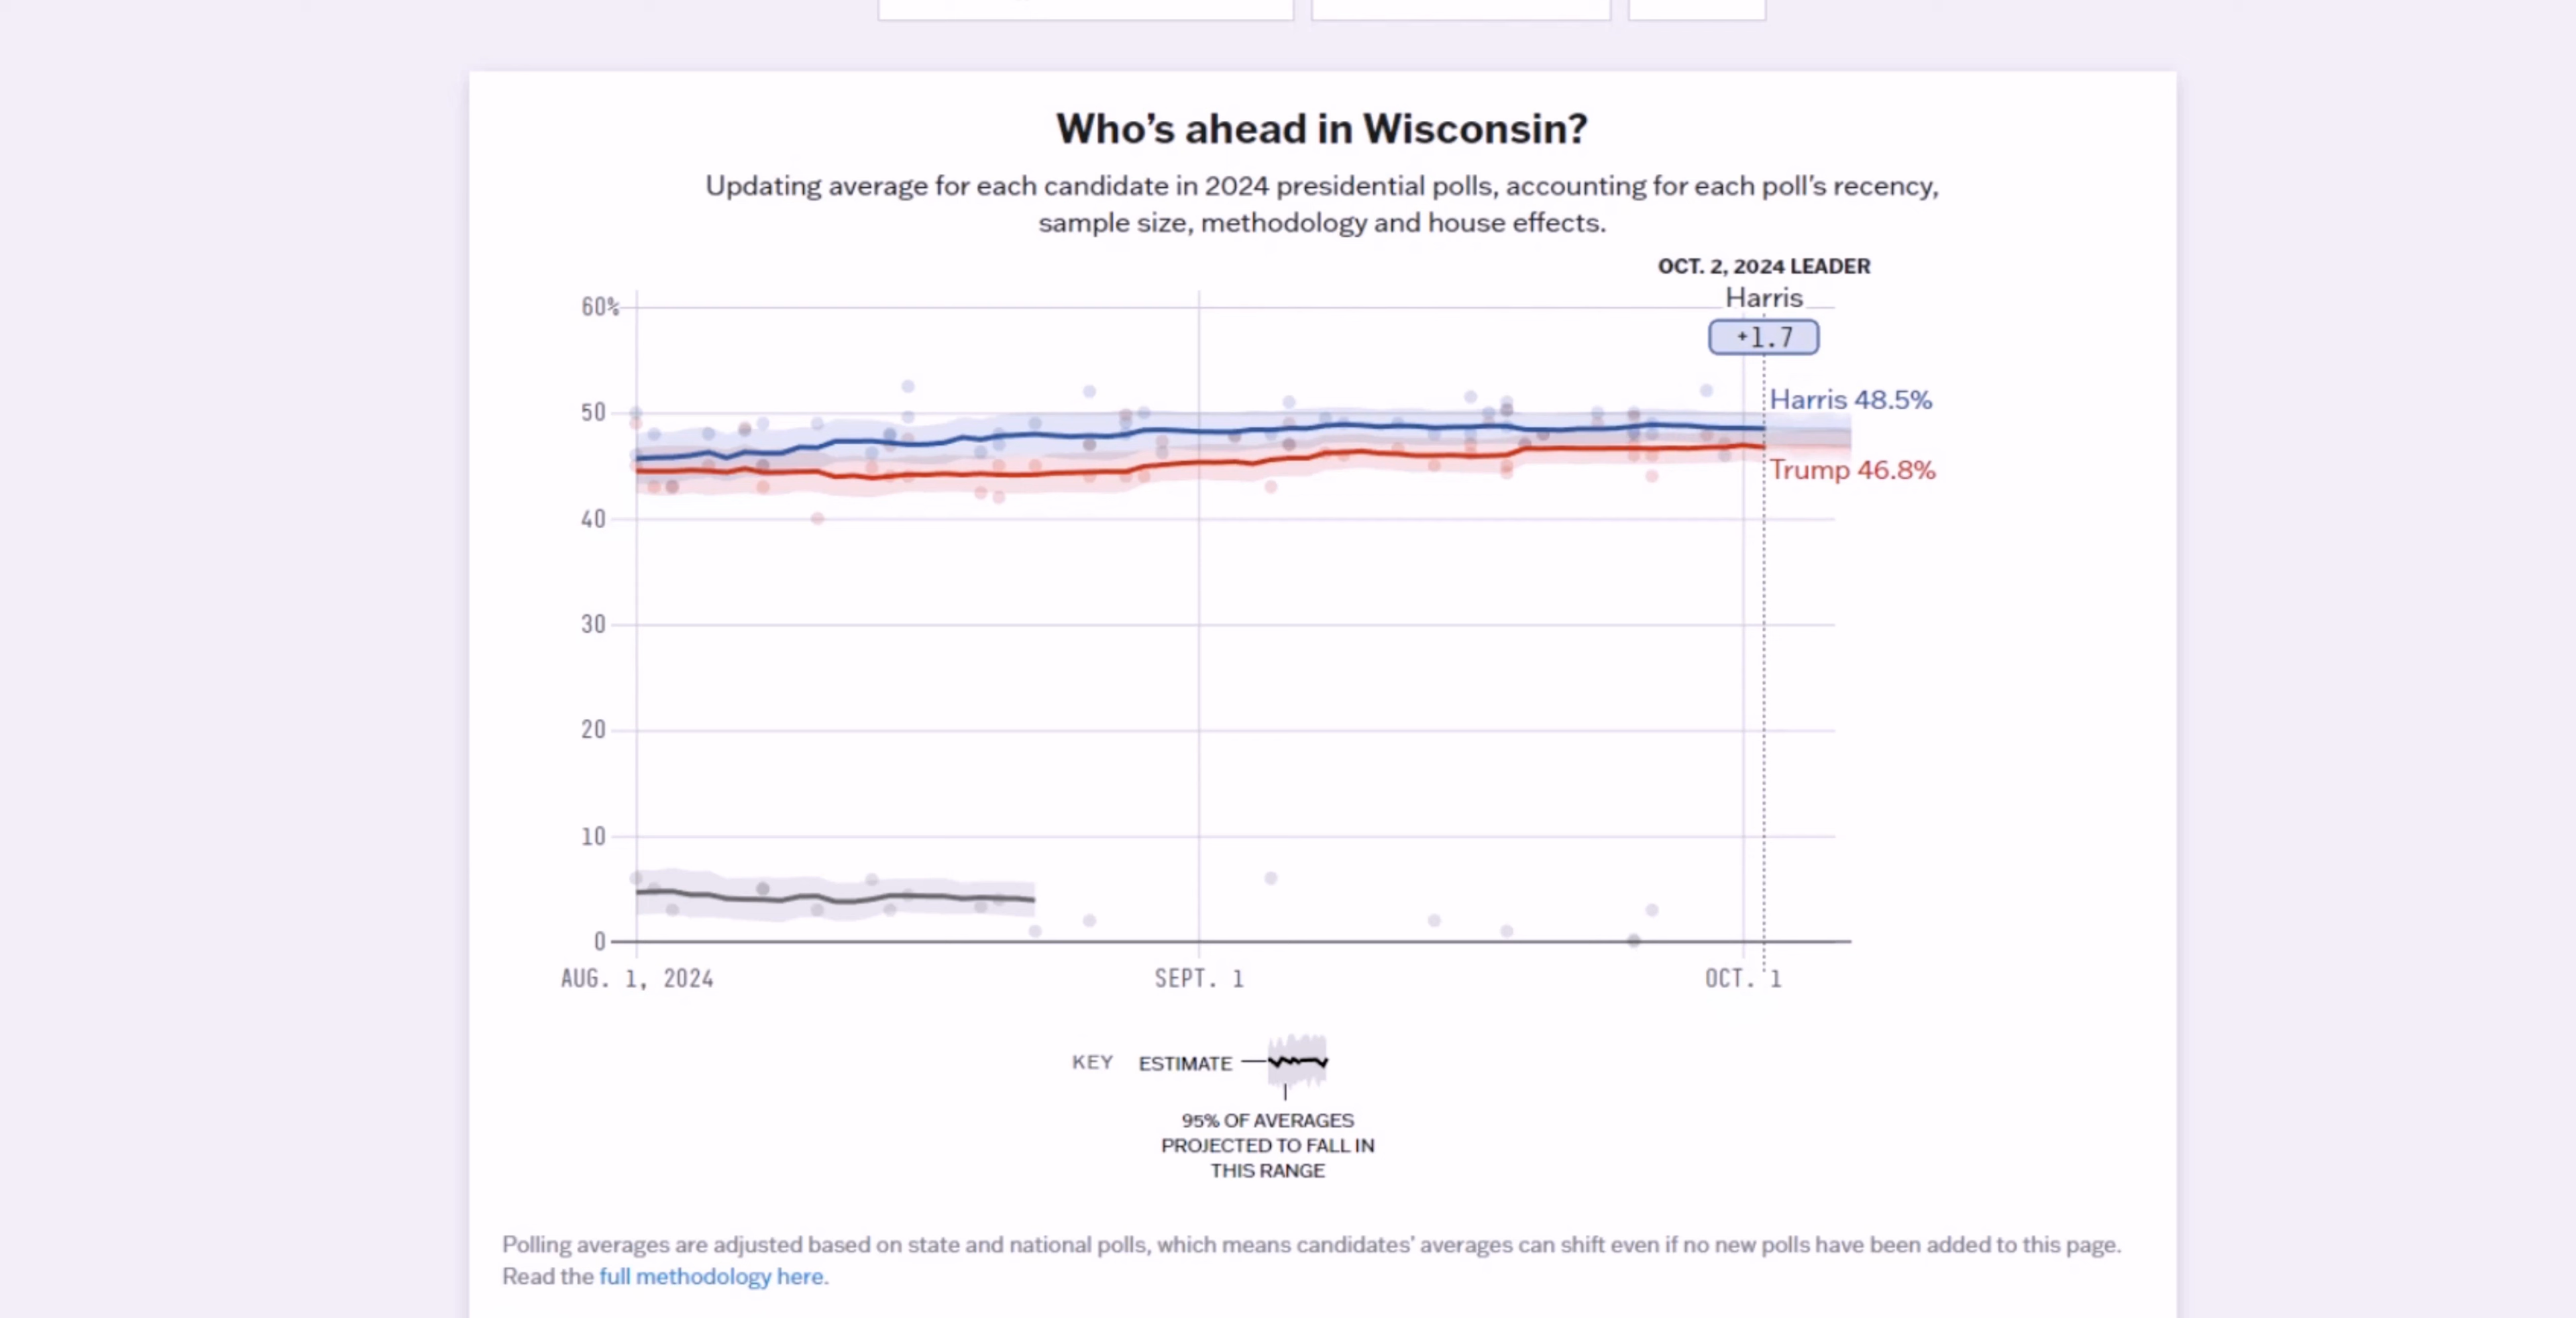 Who's ahead in Wisconsin?
Updating average for each candidate in 2024 presidential polls, accounting for each poll's recency,
sample size, methodology and house effects.
OCT. 2, 2024 LEADER
Harris
+1.7
60%
50
40
30
20
10
0
Harris 48.5%
Trump 46.8%
AUG. 1, 2024
SEPT. 1
OCT. 1
KEY ESTIMATE
95% OF AVERAGES
PROJECTED TO FALL IN
THIS RANGE
Polling averages are adjusted based on state and national polls, which means candidates' averages can shift even if no new polls have been added to this page.
Read the full methodology here.